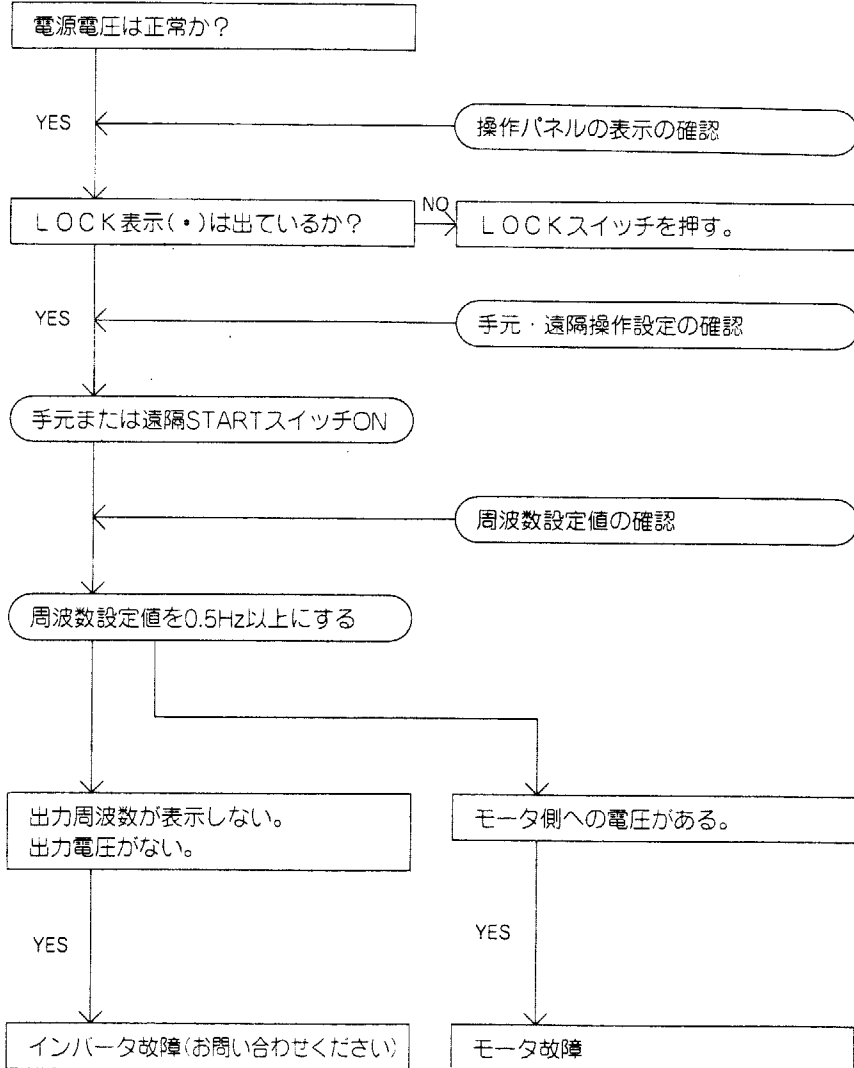 電源電圧は正常か？
YES
操作パネルの表示の確認
LOCK表示(・)は出ているか？
NO
LOCKスイッチを押す。
YES
手元・遠隔操作設定の確認
手元または遠隔STARTスイッチON
周波数設定値の確認
周波数設定値を0.5Hz以上にする
出力周波数が表示しない。
出力電圧がない。
モータ側への電圧がある。
YES
YES
インバータ故障(お問い合わせください)
モータ故障